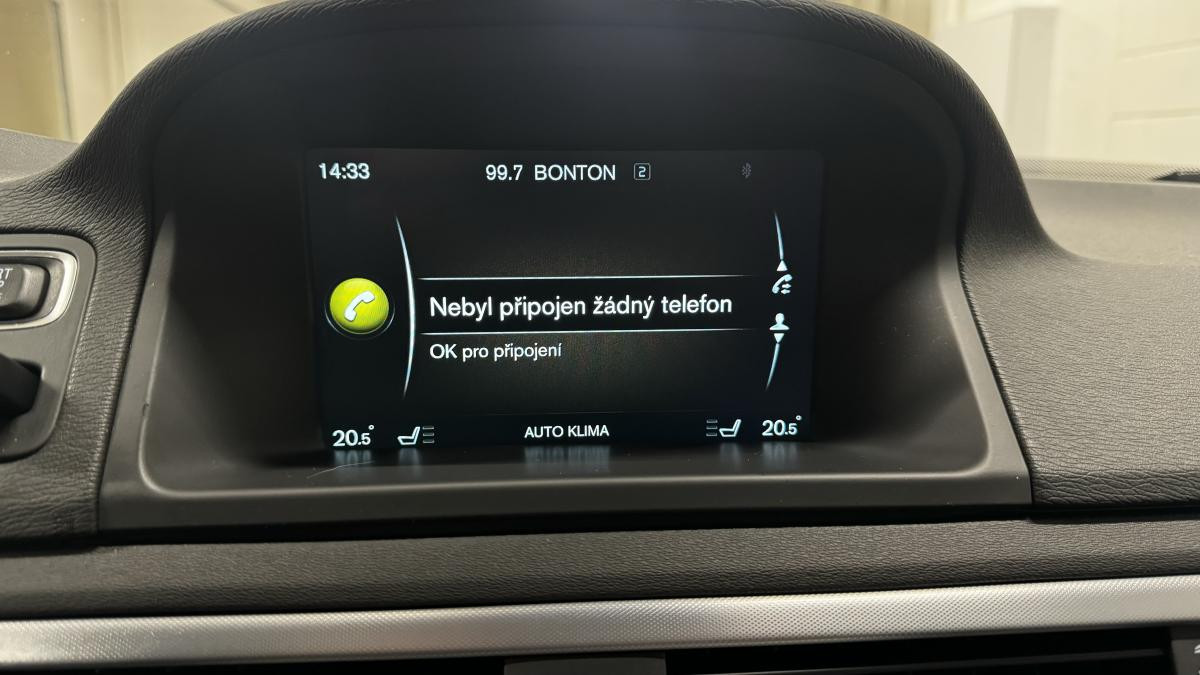 14:33
99.7 BONTON 2
Nebyl připojen žádný telefon
OK pro připojení
20.5°
AUTO KLIMA
20.5°